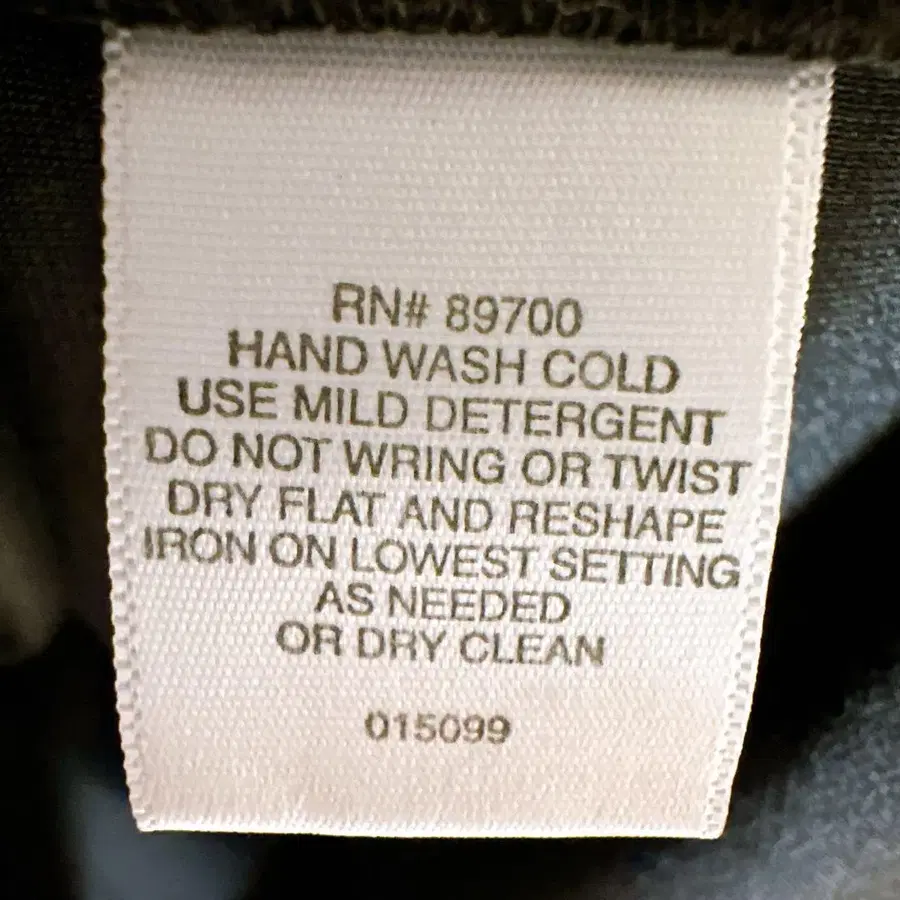 RN# 89700
HAND WASH COLD
USE MILD DETERGENT
DO NOT WRING OR TWIST
DRY FLAT AND RESHAPE
IRON ON LOWEST SETTING
AS NEEDED
OR DRY CLEAN
015099